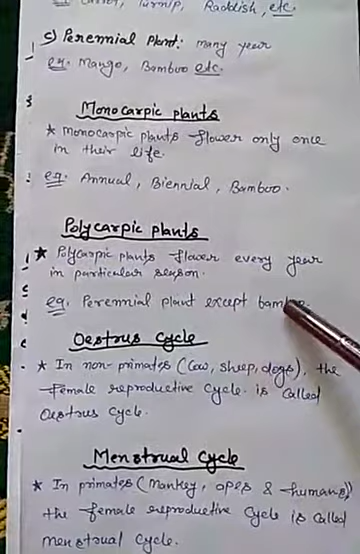 Turnip, Raddish, etc.
c) Perennial Plant: many year
eg. Mango, Bamboo etc.
Monocarpic plants
* Monocarpic plants flower only once
in their life.
eg. Annual, Biennial, Bamboo.
Polycarpic plants
* Polycarpic plants flower every year
in particular season.
eg. Perennial plant except
Oestrus Cycle
* In non-primates (Cow, sheep, dogs), the
female reproductive cycle is called
Oestrus Cycle.
Menstrual Cycle
* In primates (Monkey, apes & humans)
the female reproductive cycle is called
menstrual cycle.